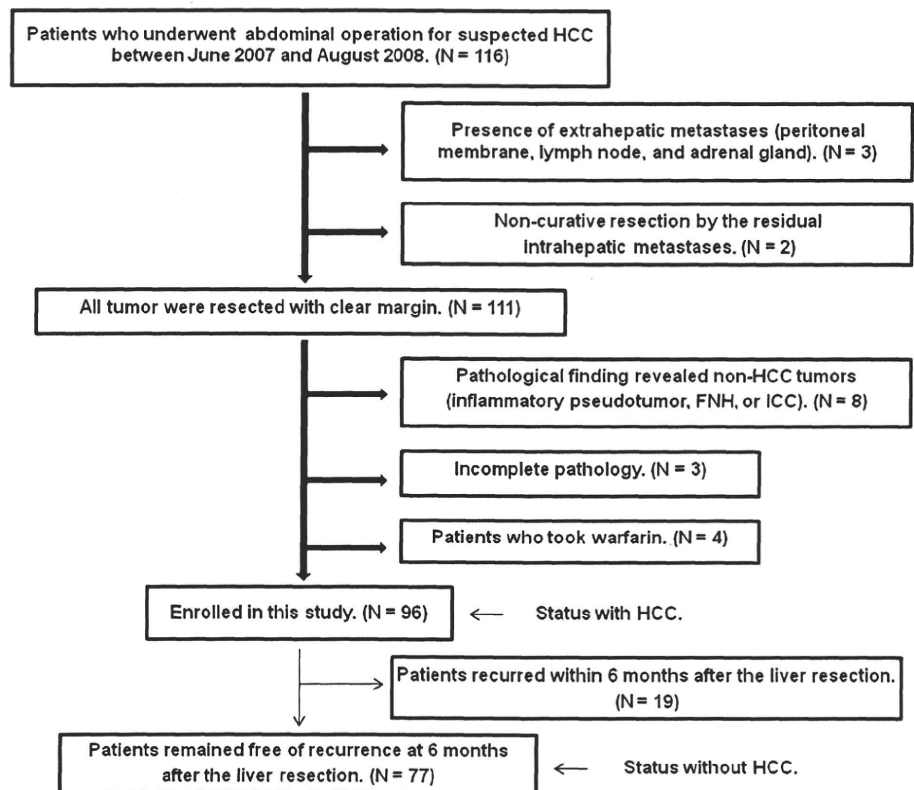 Patients who underwent abdominal operation for suspected HCC
between June 2007 and August 2008. (N = 116)
Presence of extrahepatic metastases (peritoneal
membrane, lymph node, and adrenal gland). (N = 3)
Non-curative resection by the residual
intrahepatic metastases. (N = 2)
All tumor were resected with clear margin. (N = 111)
Pathological finding revealed non-HCC tumors
(inflammatory pseudotumor, FNH, or ICC). (N = 8)
Incomplete pathology. (N = 3)
Patients who took warfarin. (N = 4)
Enrolled in this study. (N = 96)
Status with HCC.
Patients recurred within 6 months after the liver resection.
(N = 19)
Patients remained free of recurrence at 6 months
after the liver resection. (N = 77)
Status without HCC.